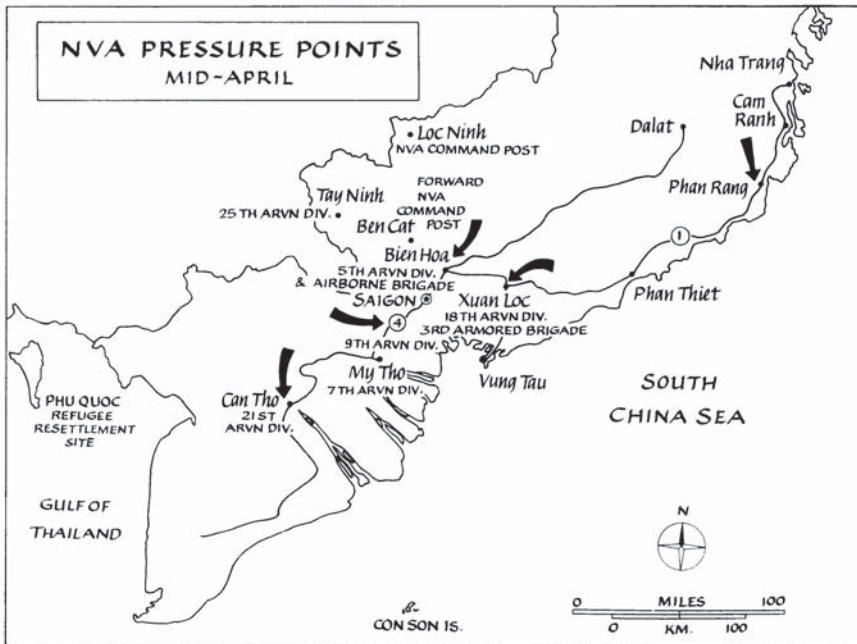 NVA PRESSURE POINTS
MID-APRIL
Nha Trang
Cam
Ranh
Dalat
Loc Ninh
NVA COMMAND POST
Phan Rang
Tay Ninh
25TH ARVN DIV.
FORWARD
NVA
COMMAND
POST
Ben Cat
Bien Hoa
5TH ARVN DIV.
& AIRBORNE BRIGADE
1
SAIGON
Xuan Loc
18TH ARVN DIV.
3RD ARMORED BRIGADE
Phan Thiet
4
9TH ARVN DIV.
My Tho
7TH ARVN DIV.
Vung Tau
Can Tho
21ST
ARVN DIV.
PHU QUOC
REFUGEE
RESETTLEMENT
SITE
SOUTH
CHINA SEA
GULF OF
THAILAND
N
MILES
0 100
0 100
KM.
CON SON IS.